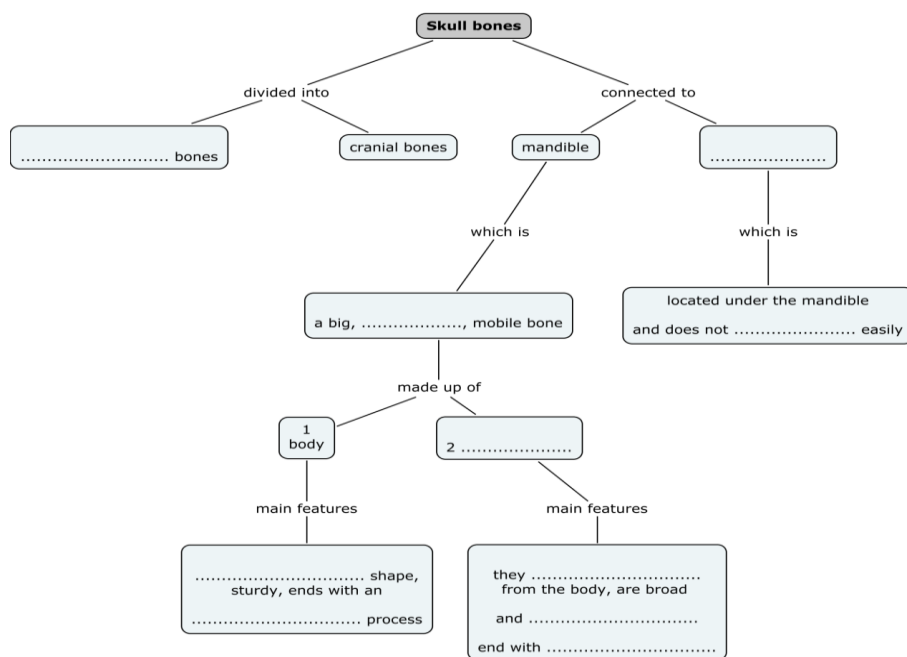 Skull bones
divided into
connected to
............................ bones
cranial bones
mandible
......................
which is
which is
a big, ..................., mobile bone
located under the mandible
and does not ....................... easily
made up of
1
body
2 .....................
main features
main features
................................ shape,
sturdy, ends with an
................................ process
they ................................
from the body, are broad
and ................................
end with .....................................